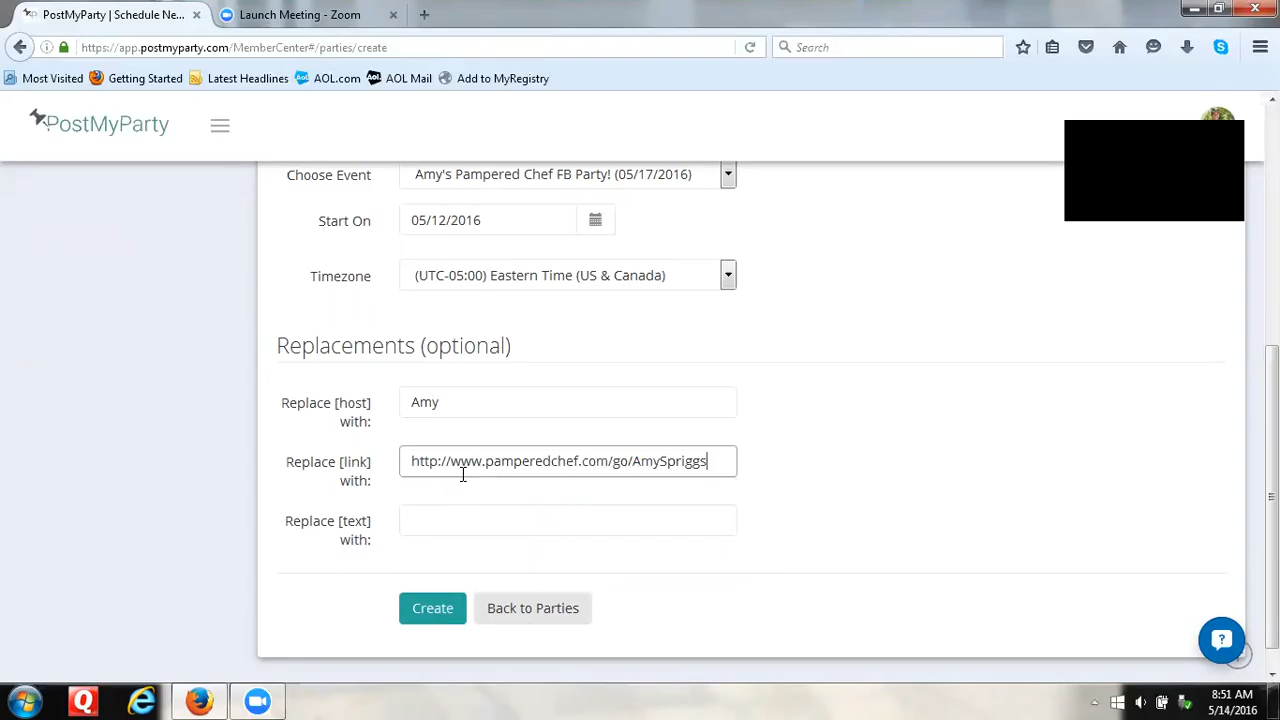 PostMyParty | Schedule Ne... ×
Launch Meeting - Zoom ×
https://app.postmyparty.com/MemberCenter#/parties/create
Search
Most Visited Getting Started Latest Headlines AOL.com AOL Mail Add to MyRegistry
PostMyParty
Choose Event Amy's Pampered Chef FB Party! (05/17/2016)
Start On 05/12/2016
Timezone (UTC-05:00) Eastern Time (US & Canada)
Replacements (optional)
Replace [host] with: Amy
Replace [link] with: http://www.pamperedchef.com/go/AmySpriggs
Replace [text] with:
Create Back to Parties
8:51 AM
5/14/2016